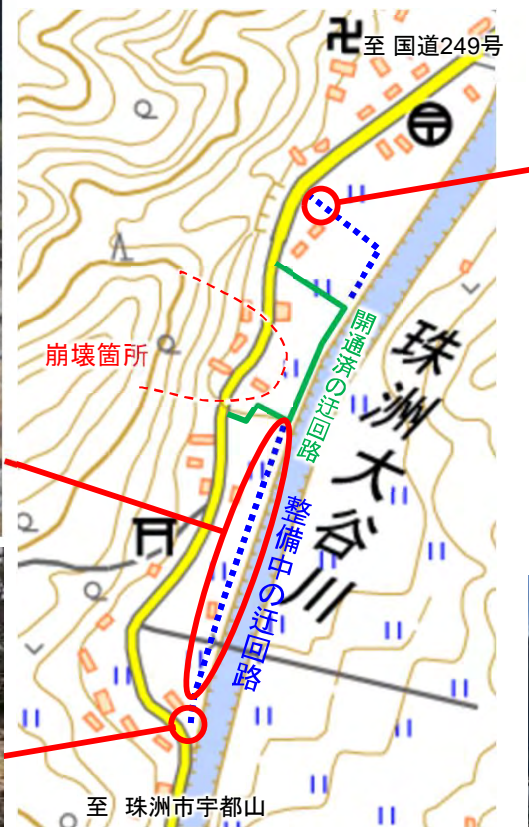 至 国道249号
崩壊箇所
開通済の迂回路
珠洲大谷川
整備中の迂回路
至 珠洲市宇都山